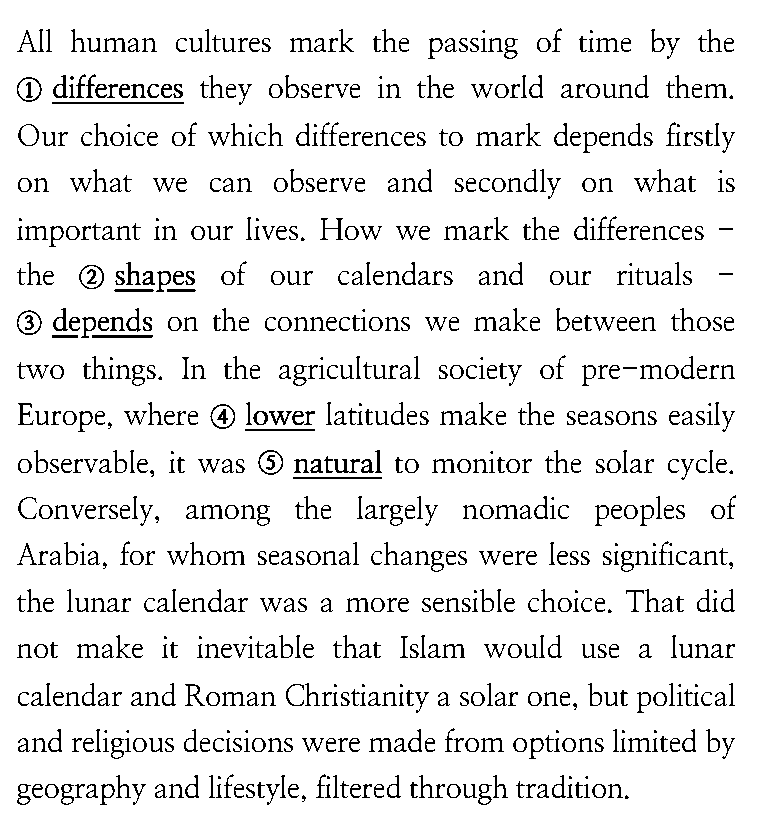 All human cultures mark the passing of time by the
① differences they observe in the world around them.
Our choice of which differences to mark depends firstly
on what we can observe and secondly on what is
important in our lives. How we mark the differences -
the ② shapes of our calendars and our rituals -
③ depends on the connections we make between those
two things. In the agricultural society of pre-modern
Europe, where ④ lower latitudes make the seasons easily
observable, it was ⑤ natural to monitor the solar cycle.
Conversely, among the largely nomadic peoples of
Arabia, for whom seasonal changes were less significant,
the lunar calendar was a more sensible choice. That did
not make it inevitable that Islam would use a lunar
calendar and Roman Christianity a solar one, but political
and religious decisions were made from options limited by
geography and lifestyle, filtered through tradition.